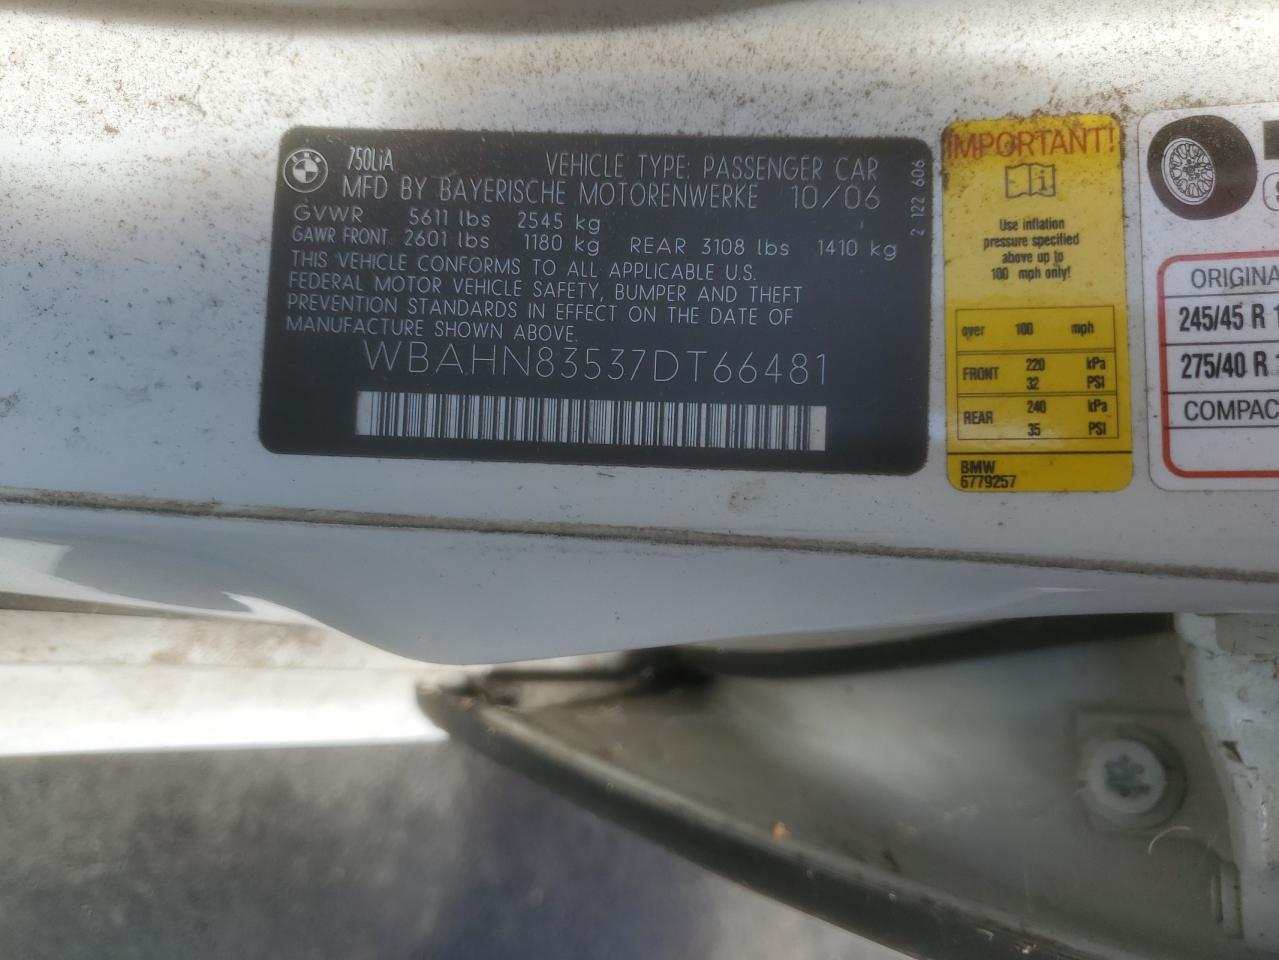 BMW
750LiA VEHICLE TYPE: PASSENGER CAR
MFD BY BAYERISCHE MOTORENWERKE 10/06
GVWR 5611 lbs 2545 kg
GAWR FRONT 2601 lbs 1180 kg REAR 3108 lbs 1410 kg
THIS VEHICLE CONFORMS TO ALL APPLICABLE U.S.
FEDERAL MOTOR VEHICLE SAFETY, BUMPER AND THEFT
PREVENTION STANDARDS IN EFFECT ON THE DATE OF
MANUFACTURE SHOWN ABOVE.
WBAHN83537DT66481
2 122 606
IMPORTANT!
i
Use inflation
pressure specified
above up to
100 mph only!
over 100 mph
FRONT 220 kPa
32 PSI
REAR 240 kPa
35 PSI
BMW
6779257
ORIGINA
245/45 R 1
275/40 R
COMPAC